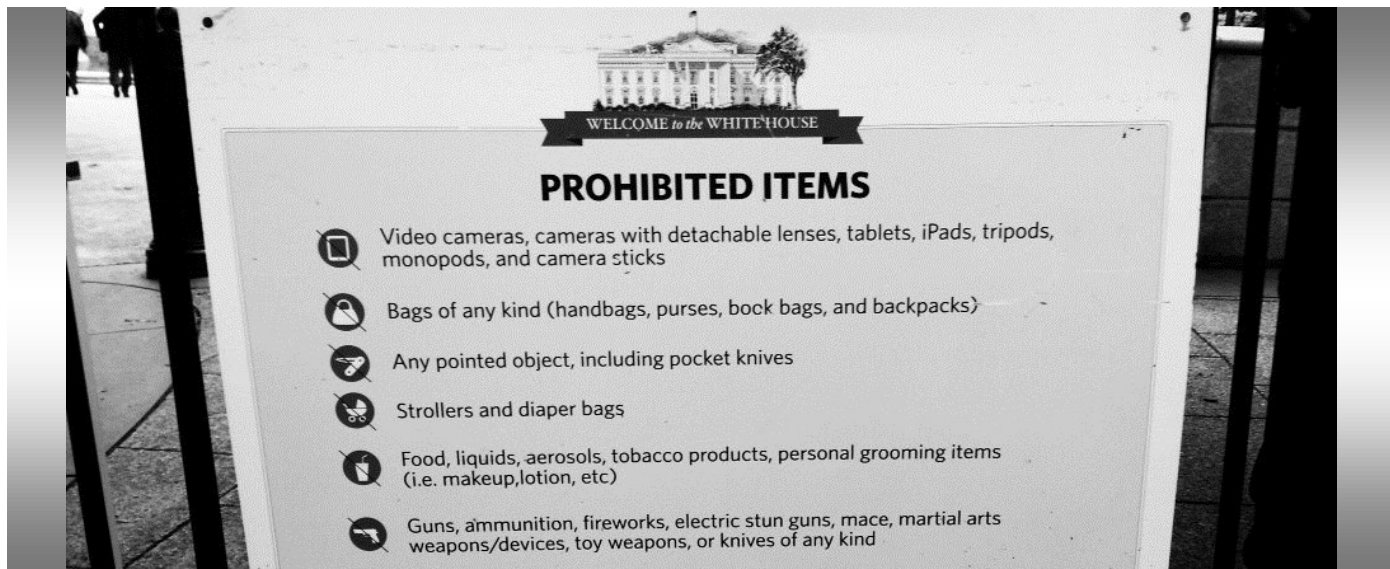 WELCOME to the WHITE HOUSE
PROHIBITED ITEMS
Video cameras, cameras with detachable lenses, tablets, iPads, tripods,
monopods, and camera sticks
Bags of any kind (handbags, purses, book bags, and backpacks)
Any pointed object, including pocket knives
Strollers and diaper bags
Food, liquids, aerosols, tobacco products, personal grooming items
(i.e. makeup,lotion, etc)
Guns, ammunition, fireworks, electric stun guns, mace, martial arts
weapons/devices, toy weapons, or knives of any kind